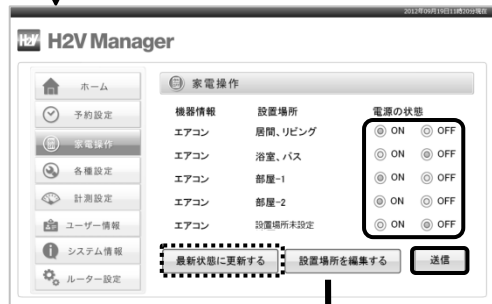 2012年09月19日11時20分現在
H2V H2V Manager
ホーム
予約設定
家電操作
各種設定
計測設定
ユーザー情報
システム情報
ルーター設定
家電操作
機器情報 設置場所 電源の状態
エアコン 居間、リビング ON OFF
エアコン 浴室、バス ON OFF
エアコン 部屋-1 ON OFF
エアコン 部屋-2 ON OFF
エアコン 設置場所未設定 ON OFF
最新状態に更新する 設置場所を編集する 送信